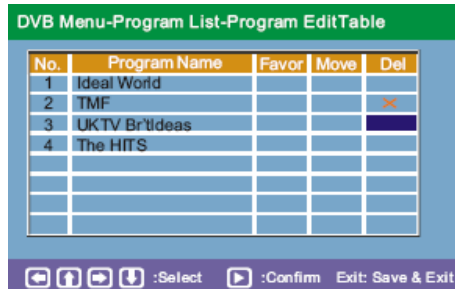 DVB Menu-Program List-Program EditTable
No. Program Name Favor Move Del
1 Ideal World
2 TMF
3 UKTV Br'tIdeas
4 The HITS
:Select :Confirm Exit: Save & Exit